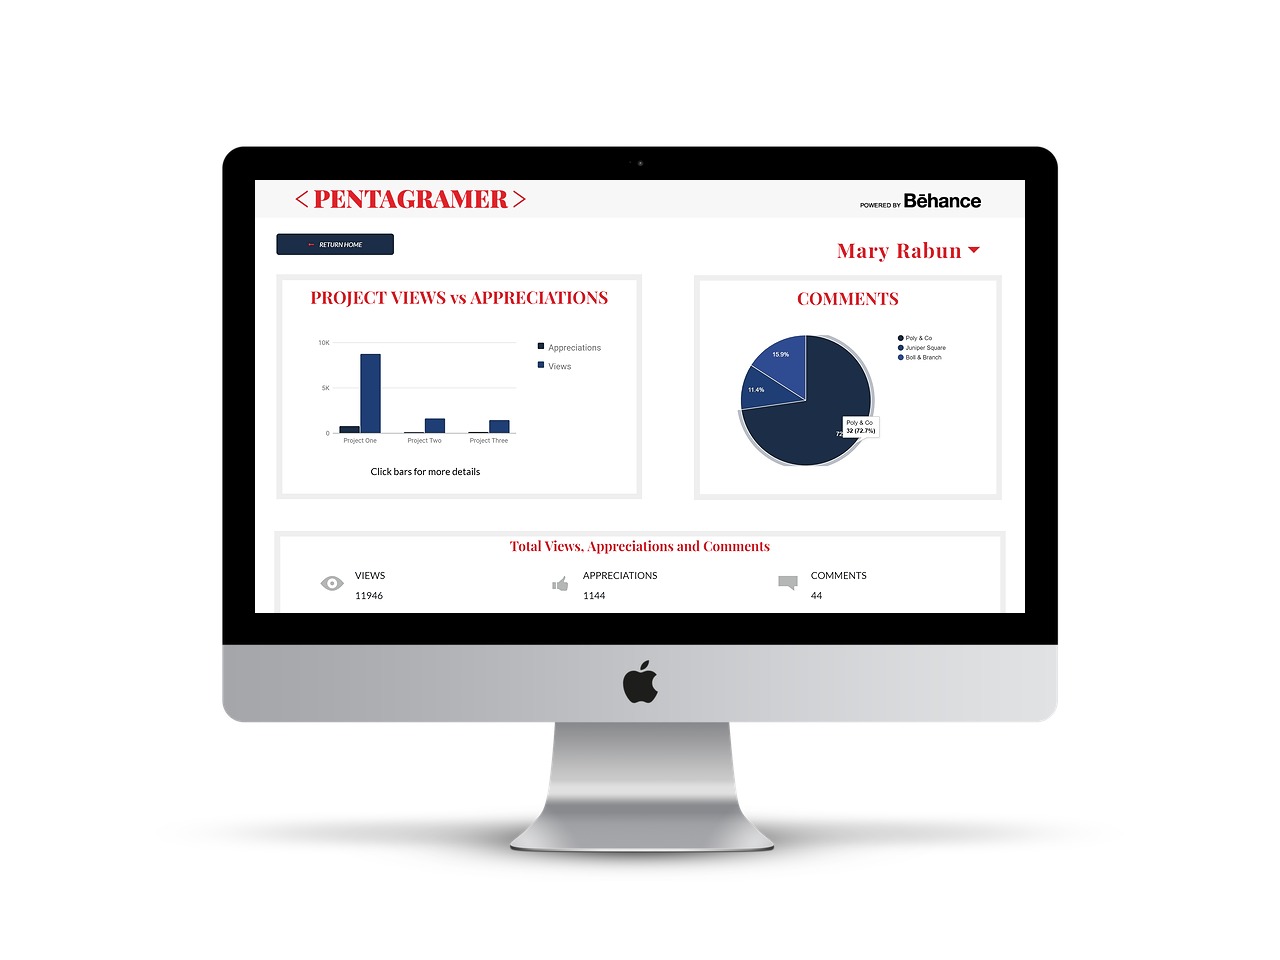 < PENTAGRAMER >
POWERED BY Bēhance
← RETURN HOME
Mary Rabun
PROJECT VIEWS vs APPRECIATIONS
10K
5K
0
Project One
Project Two
Project Three
Appreciations
Views
Click bars for more details
COMMENTS
15.9%
11.4%
Poly & Co
32 (72.7%)
Poly & Co
Juniper Square
Boll & Branch
Total Views, Appreciations and Comments
VIEWS
11946
APPRECIATIONS
1144
COMMENTS
44